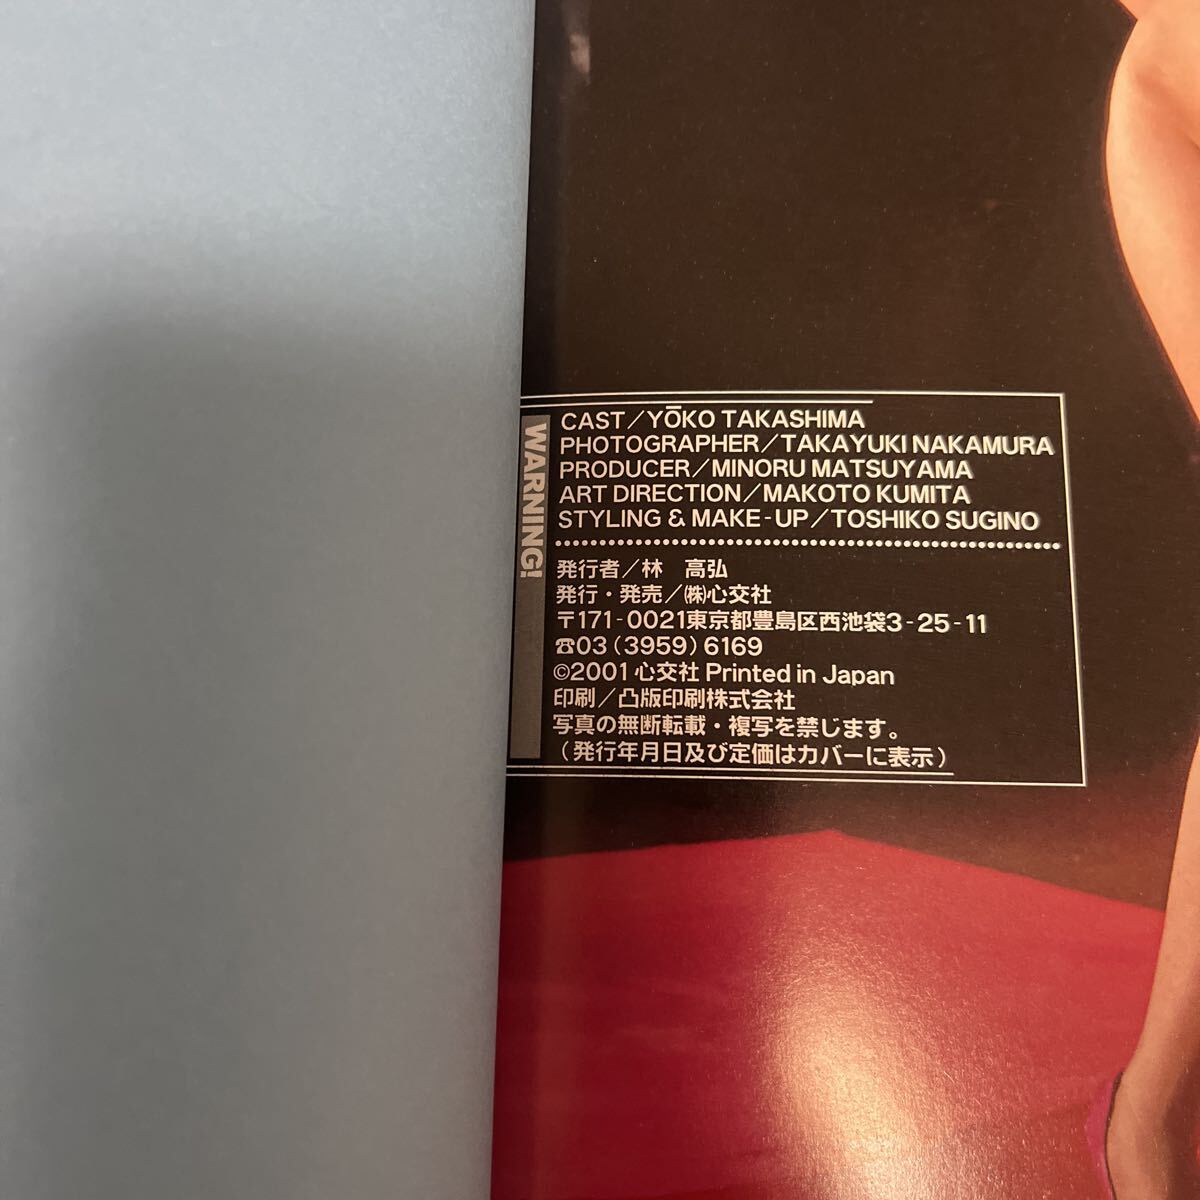 WARNING!
CAST／YŌKO TAKASHIMA
PHOTOGRAPHER／TAKAYUKI NAKAMURA
PRODUCER／MINORU MATSUYAMA
ART DIRECTION／MAKOTO KUMITA
STYLING & MAKE-UP／TOSHIKO SUGINO
発行者／林　高弘
発行・発売／㈱心交社
〒171-0021東京都豊島区西池袋3-25-11
☎03(3959)6169
©2001 心交社 Printed in Japan
印刷／凸版印刷株式会社
写真の無断転載・複写を禁じます。
（発行年月日及び定価はカバーに表示）